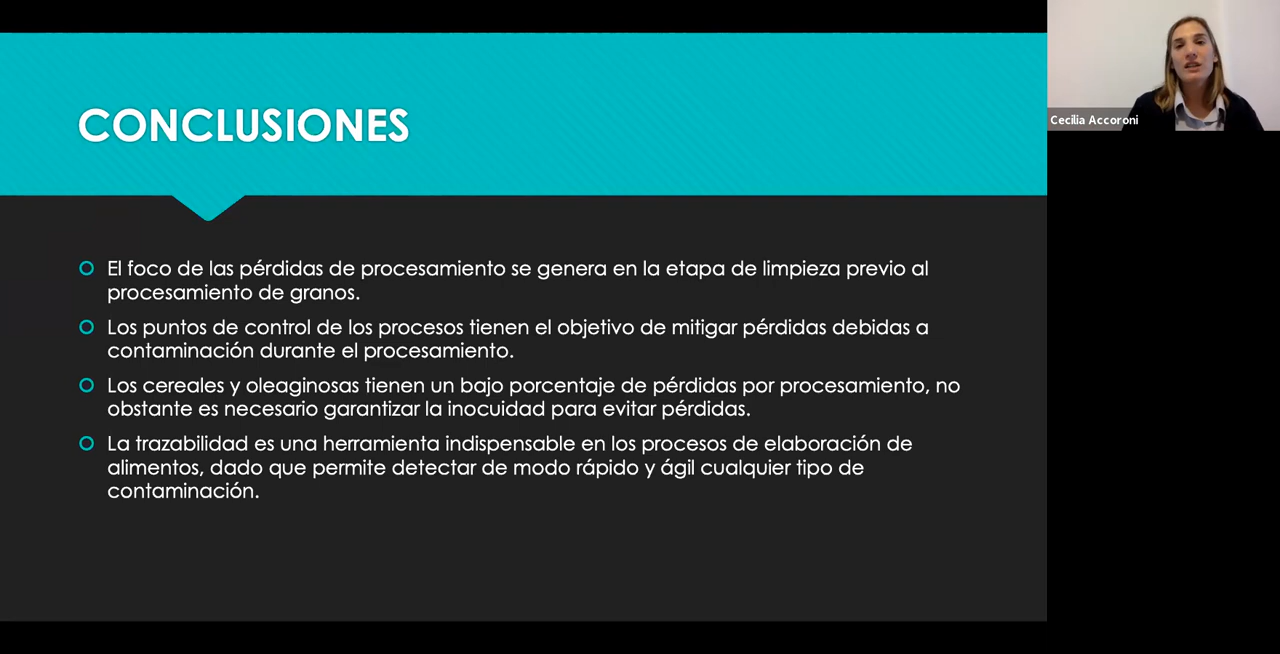 CONCLUSIONES
El foco de las pérdidas de procesamiento se genera en la etapa de limpieza previo al
procesamiento de granos.
Los puntos de control de los procesos tienen el objetivo de mitigar pérdidas debidas a
contaminación durante el procesamiento.
Los cereales y oleaginosas tienen un bajo porcentaje de pérdidas por procesamiento, no
obstante es necesario garantizar la inocuidad para evitar pérdidas.
La trazabilidad es una herramienta indispensable en los procesos de elaboración de
alimentos, dado que permite detectar de modo rápido y ágil cualquier tipo de
contaminación.
Cecilia Accoroni